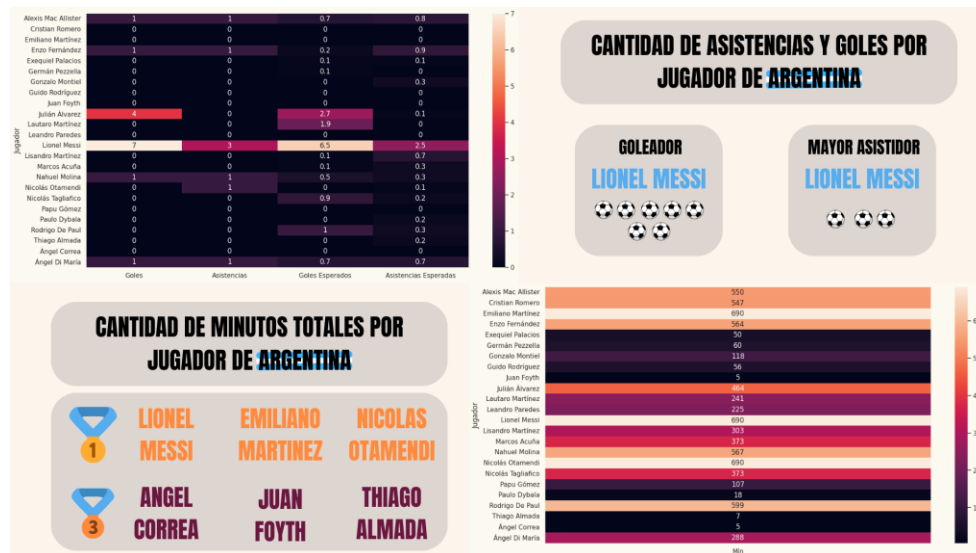 Alexis Mac Allister 1 1 0.7 0.8
Cristian Romero 0 0 0 0
Emiliano Martínez 0 0 0 0
Enzo Fernández 1 1 0.2 0.9
Exequiel Palacios 0 0 0.1 0.1
Germán Pezzella 0 0 0.1 0
Gonzalo Montiel 0 0 0 0.3
Guido Rodríguez 0 0 0 0
Juan Foyth 0 0 0 0
Julián Álvarez 4 0 2.7 0.1
Lautaro Martínez 0 0 1.9 0
Leandro Paredes 0 0 0 0
Lionel Messi 7 3 6.5 2.5
Lisandro Martínez 0 0 0.1 0.7
Marcos Acuña 0 0 0.1 0.3
Nahuel Molina 1 1 0.5 0.3
Nicolás Otamendi 0 1 0 0.1
Nicolás Tagliafico 0 0 0.9 0.2
Papu Gómez 0 0 0 0
Paulo Dybala 0 0 0 0.2
Rodrigo De Paul 0 0 1 0.3
Thiago Almada 0 0 0 0.2
Ángel Correa 0 0 0 0
Ángel Di María 1 1 0.7 0.7
Jugador
Goles Asistencias Goles Esperados Asistencias Esperadas
7
6
5
4
3
2
1
0
CANTIDAD DE ASISTENCIAS Y GOLES POR
JUGADOR DE ARGENTINA
GOLEADOR
LIONEL MESSI
MAYOR ASISTIDOR
LIONEL MESSI
CANTIDAD DE MINUTOS TOTALES POR
JUGADOR DE ARGENTINA
1
LIONEL
MESSI
EMILIANO
MARTINEZ
NICOLAS
OTAMENDI
3
ANGEL
CORREA
JUAN
FOYTH
THIAGO
ALMADA
Alexis Mac Allister 550
Cristian Romero 547
Emiliano Martínez 690
Enzo Fernández 564
Exequiel Palacios 50
Germán Pezzella 60
Gonzalo Montiel 118
Guido Rodríguez 56
Juan Foyth 5
Julián Álvarez 464
Lautaro Martínez 241
Leandro Paredes 225
Lionel Messi 690
Lisandro Martínez 303
Marcos Acuña 373
Nahuel Molina 567
Nicolás Otamendi 690
Nicolás Tagliafico 373
Papu Gómez 107
Paulo Dybala 18
Rodrigo De Paul 599
Thiago Almada 7
Ángel Correa 5
Ángel Di María 288
Jugador
Min